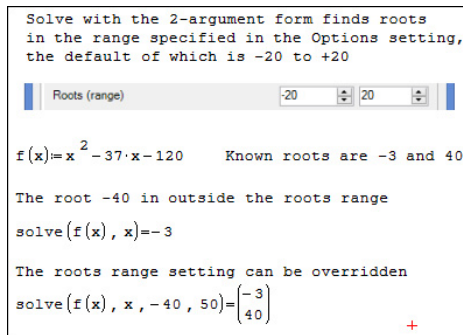 Solve with the 2-argument form finds roots
in the range specified in the Options setting,
the default of which is -20 to +20
Roots (range) -20 20
f(x):=x²-37·x-120 Known roots are -3 and 40
The root -40 in outside the roots range
solve(f(x), x)=-3
The roots range setting can be overridden
solve(f(x), x, -40, 50)=(-3
40)